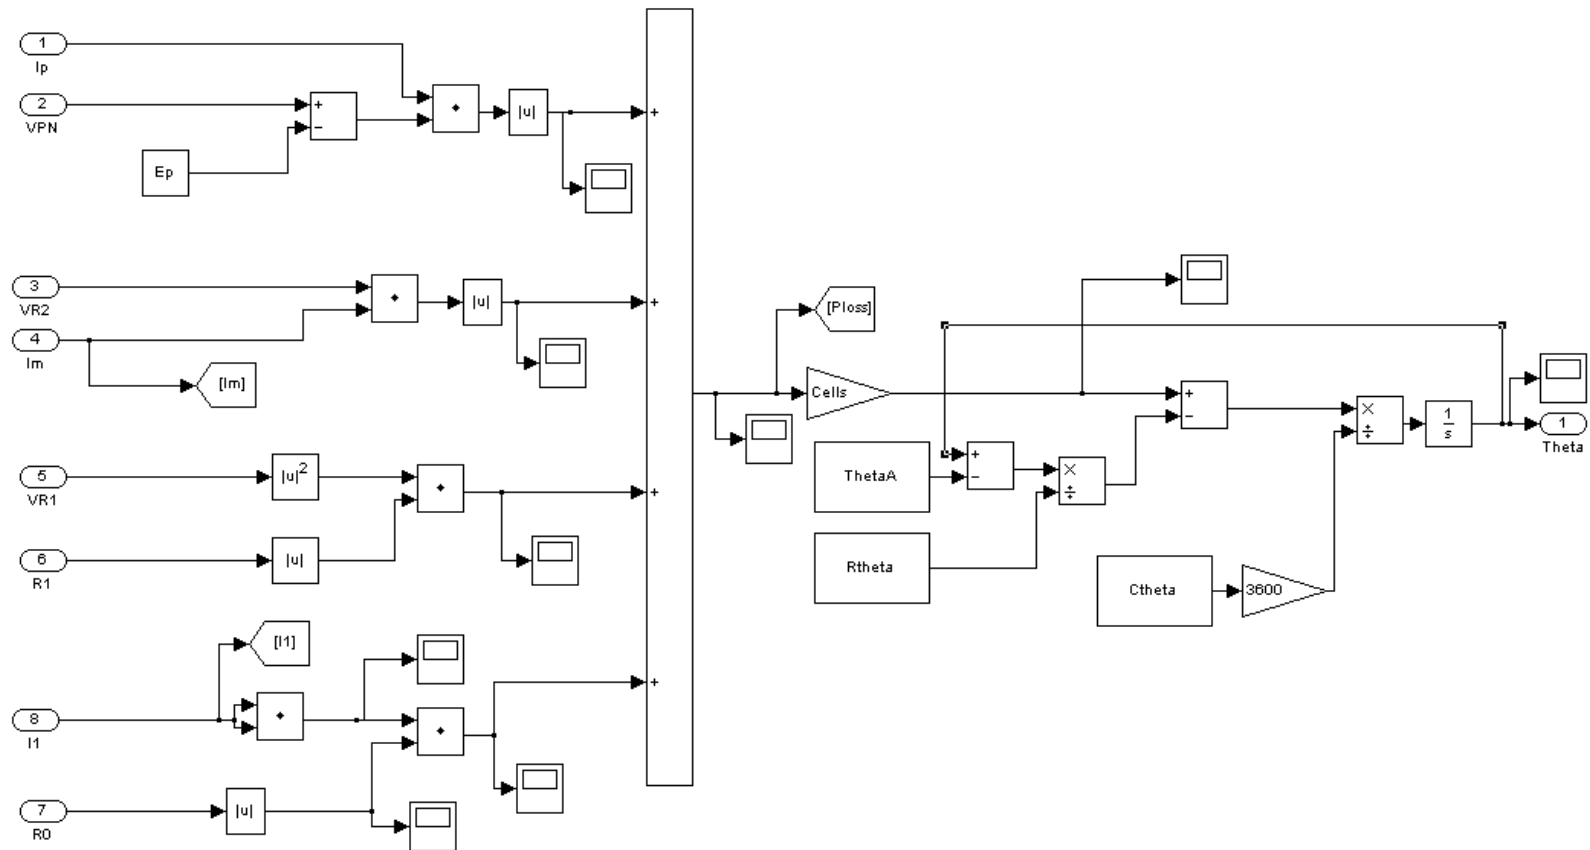 1
Ip
2
VPN
+
−
Ep
|u|
+
3
VR2
4
Im
[Im]
|u|
+
5
VR1
|u|²
6
R1
|u|
+
[I1]
8
I1
7
R0
|u|
+
[Ploss]
Cells
ThetaA
+
−
×
÷
Rtheta
+
−
Ctheta
3600
×
÷
1
s
1
Theta